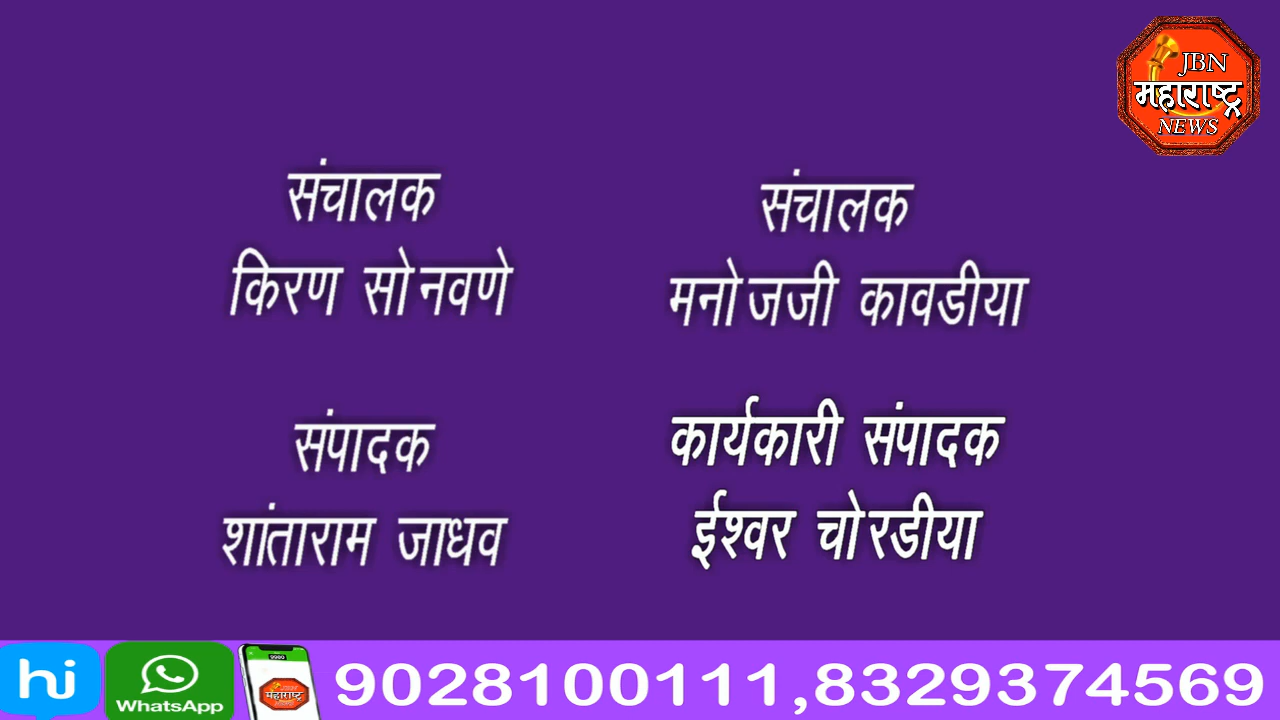 JBN
महाराष्ट्र
NEWS
संचालक
किरण सोनवणे
संचालक
मनोजजी कावडीया
संपादक
शांताराम जाधव
कार्यकारी संपादक
ईश्वर चोरडीया
hi
WhatsApp
महाराष्ट्र
9028100111,8329374569